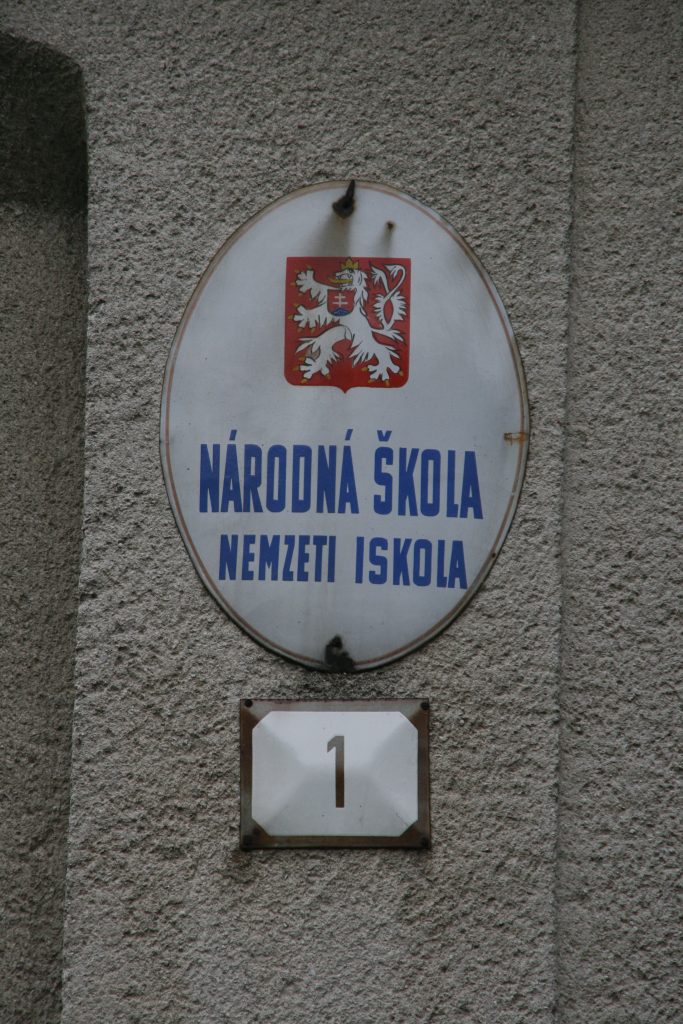 NÁRODNÁ ŠKOLA
NEMZETI ISKOLA
1